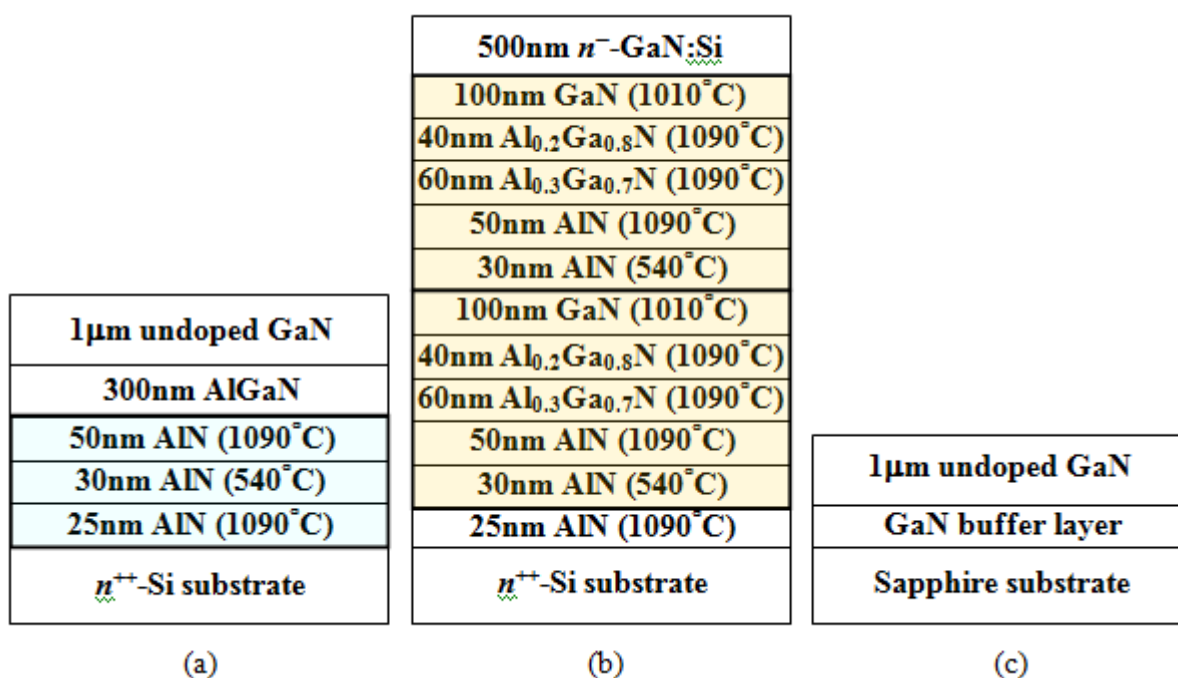 1μm undoped GaN
300nm AlGaN
50nm AlN (1090°C)
30nm AlN (540°C)
25nm AlN (1090°C)
n⁺⁺-Si substrate
(a)
500nm n⁻-GaN:Si
100nm GaN (1010°C)
40nm Al₀.₂Ga₀.₈N (1090°C)
60nm Al₀.₃Ga₀.₇N (1090°C)
50nm AlN (1090°C)
30nm AlN (540°C)
100nm GaN (1010°C)
40nm Al₀.₂Ga₀.₈N (1090°C)
60nm Al₀.₃Ga₀.₇N (1090°C)
50nm AlN (1090°C)
30nm AlN (540°C)
25nm AlN (1090°C)
n⁺⁺-Si substrate
(b)
1μm undoped GaN
GaN buffer layer
Sapphire substrate
(c)